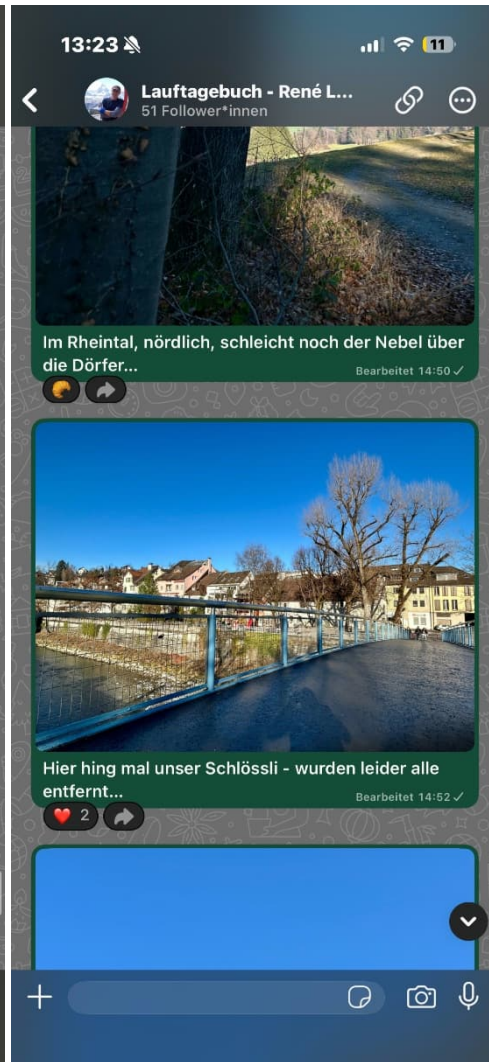 13:23
11
Lauftagebuch - René L...
51 Follower*innen
Im Rheintal, nördlich, schleicht noch der Nebel über
die Dörfer...
Bearbeitet 14:50
Hier hing mal unser Schlössli - wurden leider alle
entfernt...
Bearbeitet 14:52
2